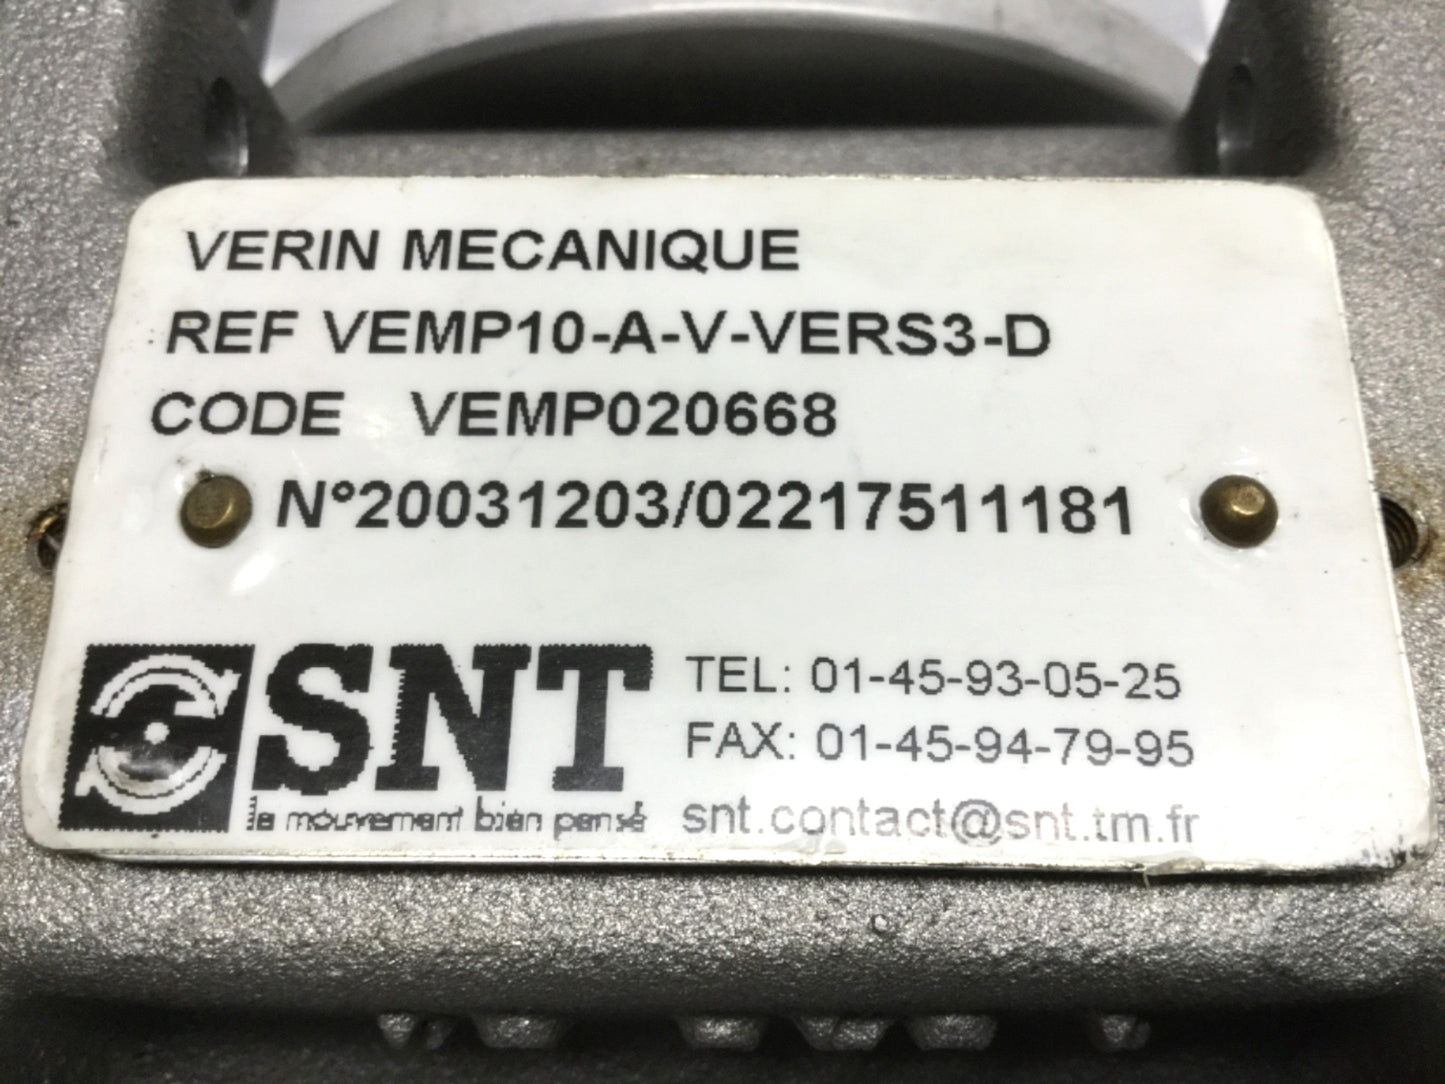 VERIN MECANIQUE
REF VEMP10-A-V-VERS3-D
CODE VEMP020668
N°20031203/02217511181
SNT
le mouvement bien pensé
TEL: 01-45-93-05-25
FAX: 01-45-94-79-95
snt.contact@snt.tm.fr